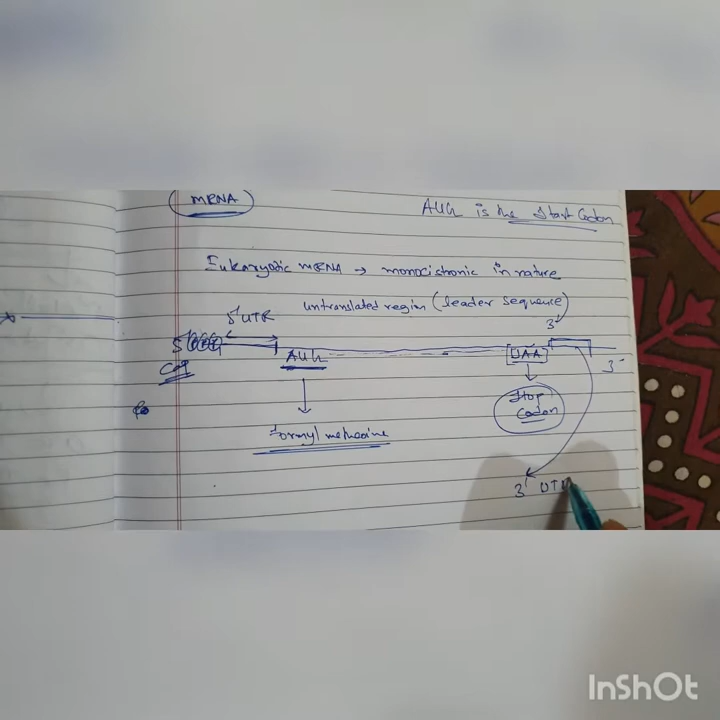 mRNA
AUG is the start Codon
Eukaryotic mRNA → monocistronic in nature
untranslated region (leader sequence)
5' UTR
3'
5' PPP
AUG
UAA
3'
Cap
Stop
Codon
formyl methionine
3' UTR
InShOt